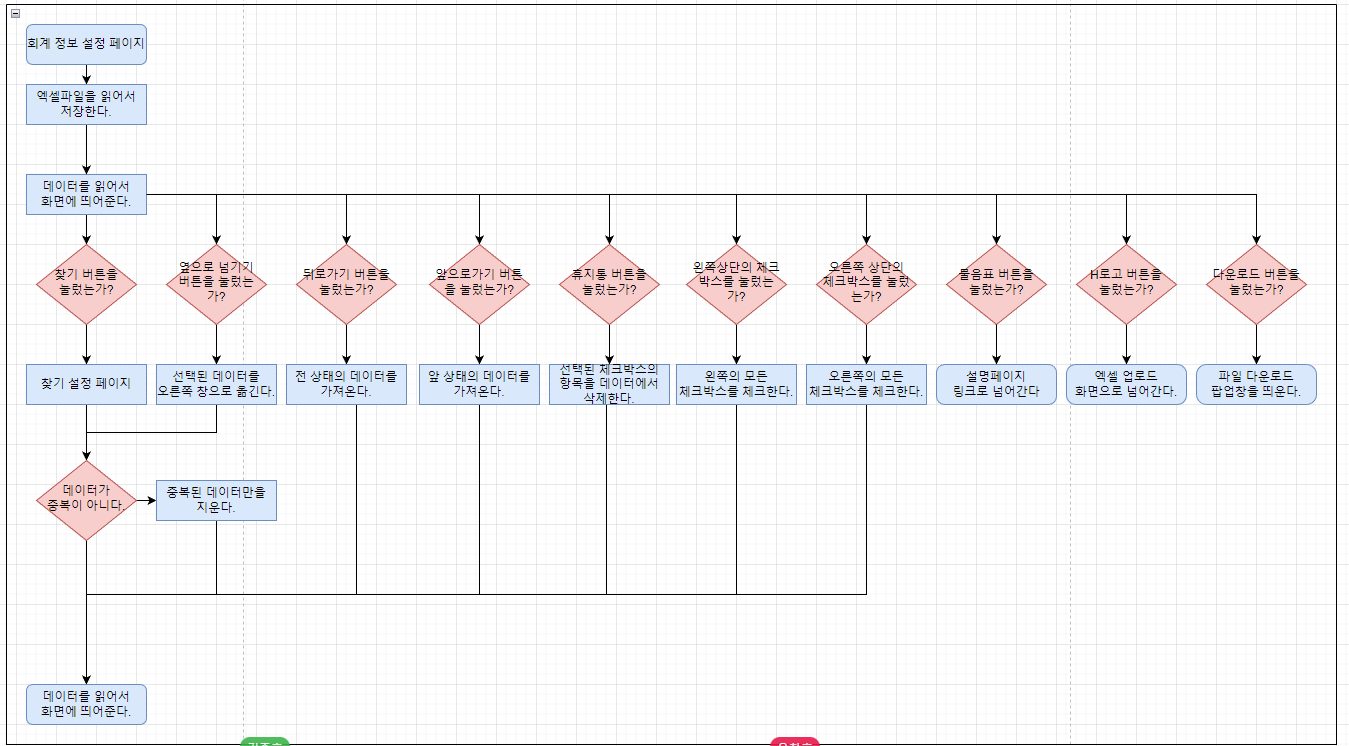 회계 정보 설정 페이지
엑셀파일을 읽어서
저장한다.
데이터를 읽어서
화면에 띄어준다.
찾기 버튼을
눌렀는가?
옆으로 넘기기
버튼을 눌렀는
가?
뒤로가기 버튼을
눌렀는가?
앞으로가기 버튼
을 눌렀는가?
휴지통 버튼을
눌렀는가?
왼쪽상단의 체크
박스를 눌렀는
가?
오른쪽 상단의
체크박스를 눌렀
는가?
물음표 버튼을
눌렀는가?
H로고 버튼을
눌렀는가?
다운로드 버튼을
눌렀는가?
찾기 설정 페이지
선택된 데이터를
오른쪽 창으로 옮긴다.
전 상태의 데이터를
가져온다.
앞 상태의 데이터를
가져온다.
선택된 체크박스의
항목을 데이터에서
삭제한다.
왼쪽의 모든
체크박스를 체크한다.
오른쪽의 모든
체크박스를 체크한다.
설명페이지
링크로 넘어간다
엑셀 업로드
화면으로 넘어간다.
파일 다운로드
팝업창을 띄운다.
데이터가
중복이 아니다.
중복된 데이터만을
지운다.
데이터를 읽어서
화면에 띄어준다.